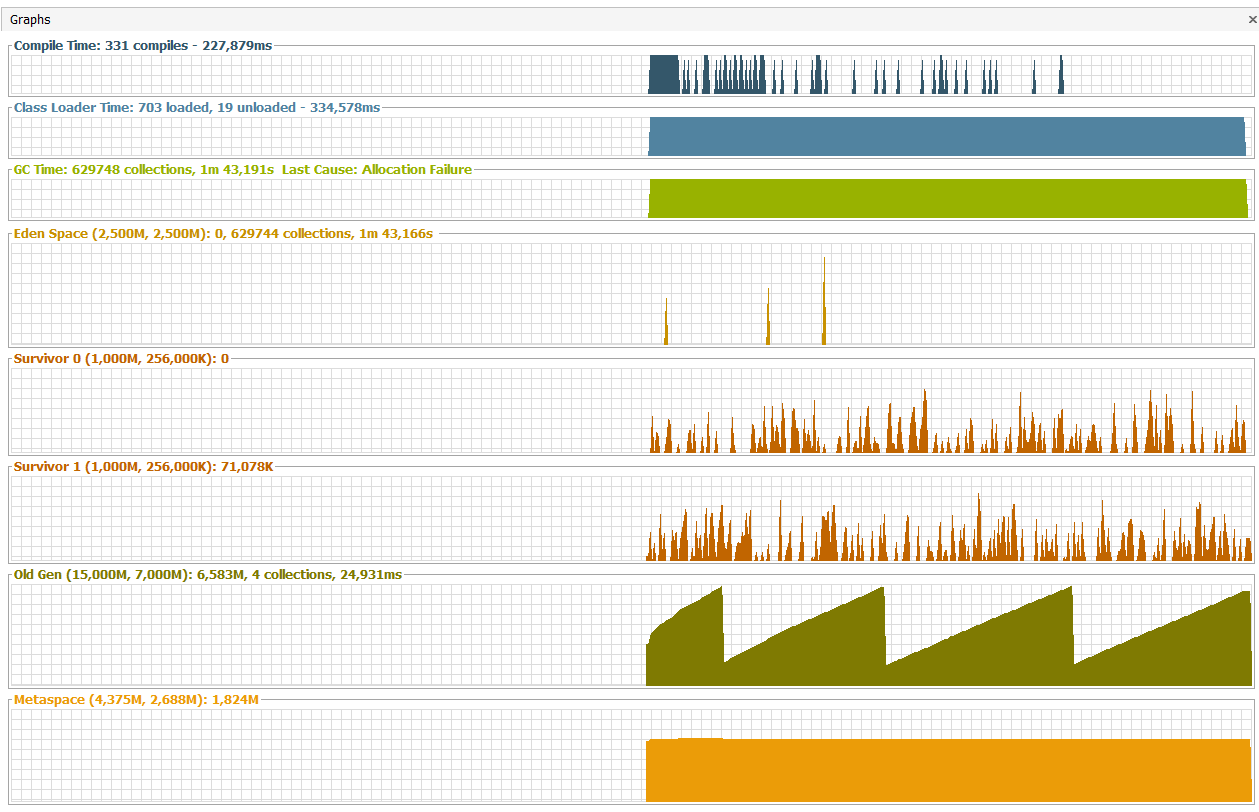 Graphs
Compile Time: 331 compiles - 227,879ms
Class Loader Time: 703 loaded, 19 unloaded - 334,578ms
GC Time: 629748 collections, 1m 43,191s Last Cause: Allocation Failure
Eden Space (2,500M, 2,500M): 0, 629744 collections, 1m 43,166s
Survivor 0 (1,000M, 256,000K): 0
Survivor 1 (1,000M, 256,000K): 71,078K
Old Gen (15,000M, 7,000M): 6,583M, 4 collections, 24,931ms
Metaspace (4,375M, 2,688M): 1,824M